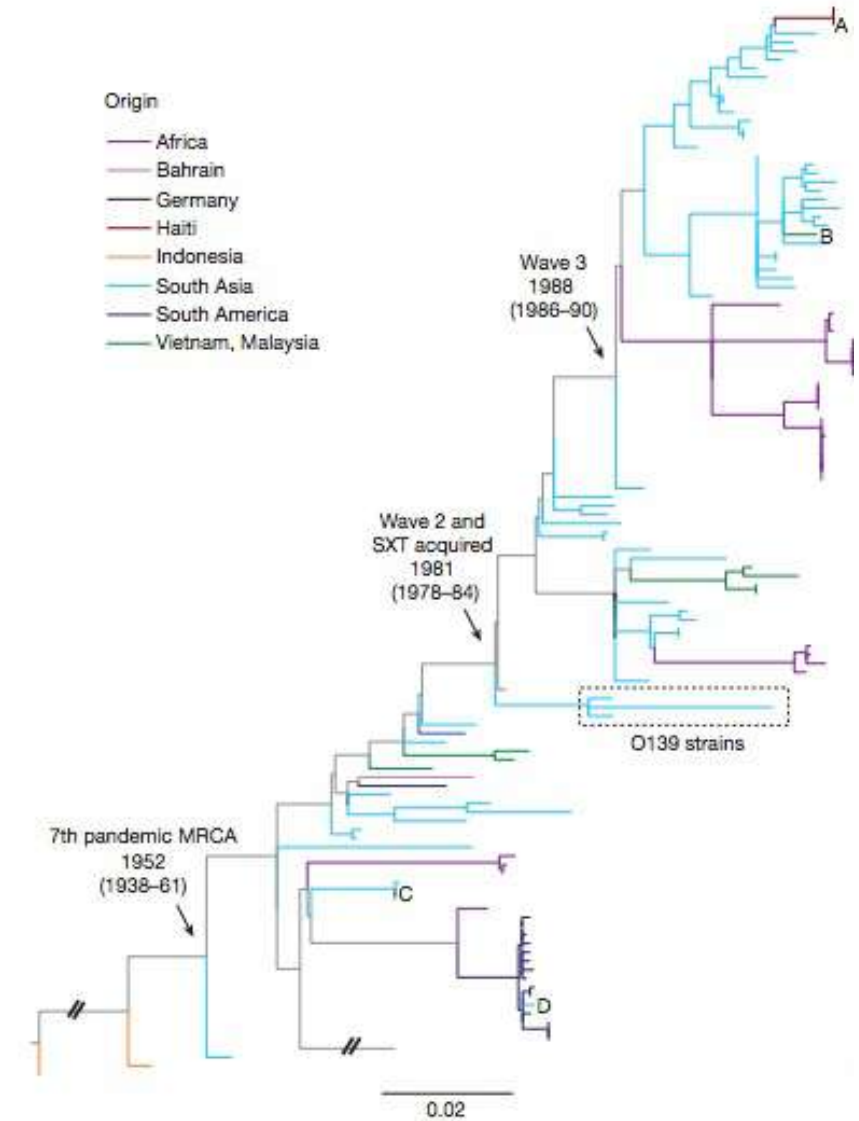 A
Origin
Africa
Bahrain
Germany
Haiti
Indonesia
South Asia
South America
Vietnam, Malaysia
B
Wave 3
1988
(1986–90)
Wave 2 and
SXT acquired
1981
(1978–84)
O139 strains
7th pandemic MRCA
1952
(1938–61)
C
D
0.02